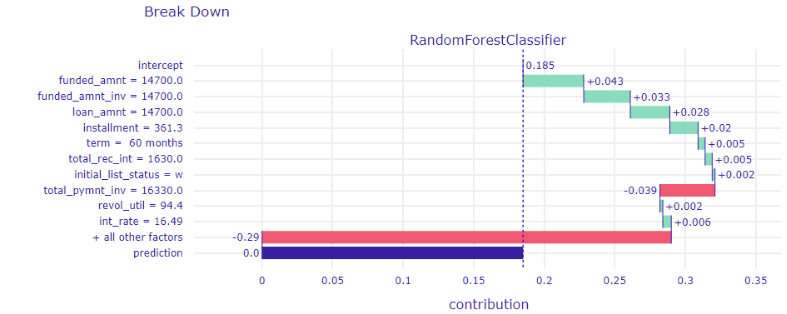 Break Down
RandomForestClassifier
intercept 0.185
funded_amnt = 14700.0 +0.043
funded_amnt_inv = 14700.0 +0.033
loan_amnt = 14700.0 +0.028
installment = 361.3 +0.02
term =  60 months +0.005
total_rec_int = 1630.0 +0.005
initial_list_status = w +0.002
total_pymnt_inv = 16330.0 -0.039
revol_util = 94.4 +0.002
int_rate = 16.49 +0.006
+ all other factors -0.29
prediction 0.0
0 0.05 0.1 0.15 0.2 0.25 0.3 0.35
contribution